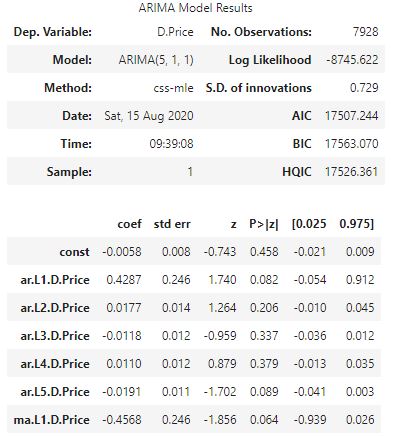 ARIMA Model Results
Dep. Variable: D.Price No. Observations: 7928
Model: ARIMA(5, 1, 1) Log Likelihood -8745.622
Method: css-mle S.D. of innovations 0.729
Date: Sat, 15 Aug 2020 AIC 17507.244
Time: 09:39:08 BIC 17563.070
Sample: 1 HQIC 17526.361
coef std err z P>|z| [0.025 0.975]
const -0.0058 0.008 -0.743 0.458 -0.021 0.009
ar.L1.D.Price 0.4287 0.246 1.740 0.082 -0.054 0.912
ar.L2.D.Price 0.0177 0.014 1.264 0.206 -0.010 0.045
ar.L3.D.Price -0.0118 0.012 -0.959 0.337 -0.036 0.012
ar.L4.D.Price 0.0110 0.012 0.879 0.379 -0.013 0.035
ar.L5.D.Price -0.0191 0.011 -1.702 0.089 -0.041 0.003
ma.L1.D.Price -0.4568 0.246 -1.856 0.064 -0.939 0.026